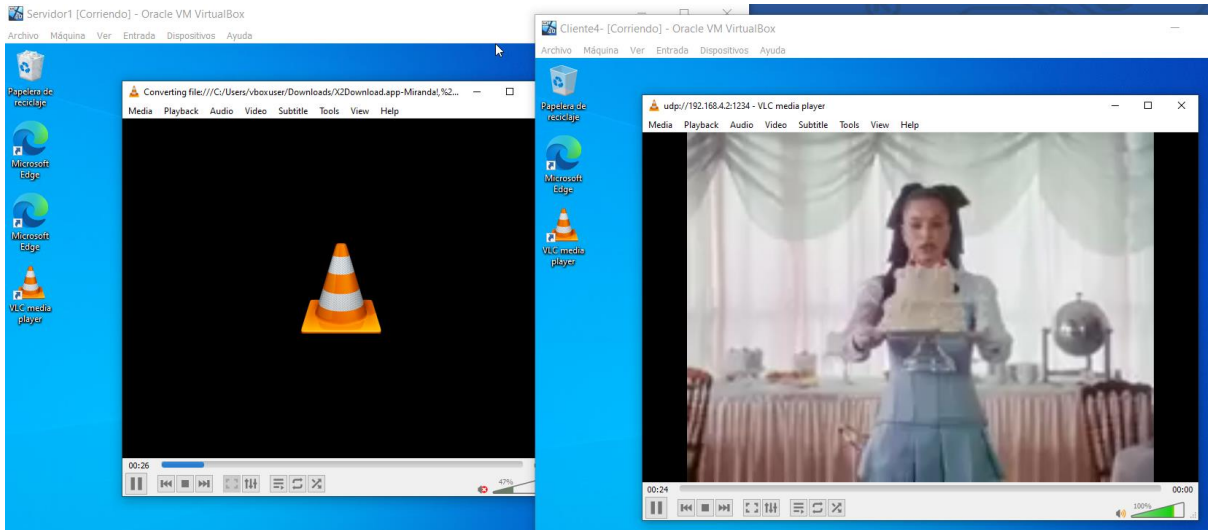 Servidor1 [Corriendo] - Oracle VM VirtualBox
Archivo Máquina Ver Entrada Dispositivos Ayuda
Papelera de
reciclaje
Microsoft
Edge
Microsoft
Edge
VLC media
player
Converting file:///C:/Users/vboxuser/Downloads/X2Download.app-Miranda!,%2...
Media Playback Audio Video Subtitle Tools View Help
00:26
47%
Cliente4- [Corriendo] - Oracle VM VirtualBox
Archivo Máquina Ver Entrada Dispositivos Ayuda
Papelera de
reciclaje
Microsoft
Edge
VLC media
player
udp://192.168.4.2:1234 - VLC media player
Media Playback Audio Video Subtitle Tools View Help
00:24
00:00
100%